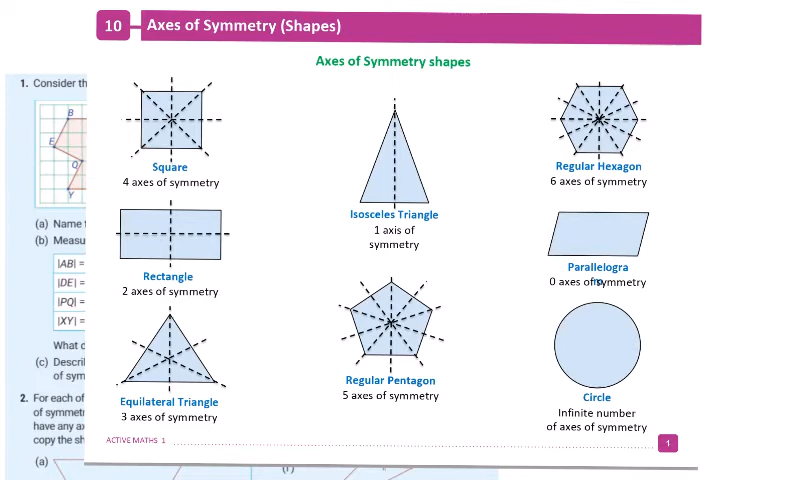 10 Axes of Symmetry (Shapes)
Axes of Symmetry shapes
Square
4 axes of symmetry
Isosceles Triangle
1 axis of
symmetry
Regular Hexagon
6 axes of symmetry
Rectangle
2 axes of symmetry
Parallelogra
m
0 axes of symmetry
Equilateral Triangle
3 axes of symmetry
Regular Pentagon
5 axes of symmetry
Circle
Infinite number
of axes of symmetry
ACTIVE MATHS 1
1
1. Consider th
B
E
Q
Y
(a) Name
(b) Measu
|AB| =
|DE| =
|PQ| =
|XY| =
What
(c) Descri
of sym
2. For each of
of symmetr
have any ax
copy the sh
(a)